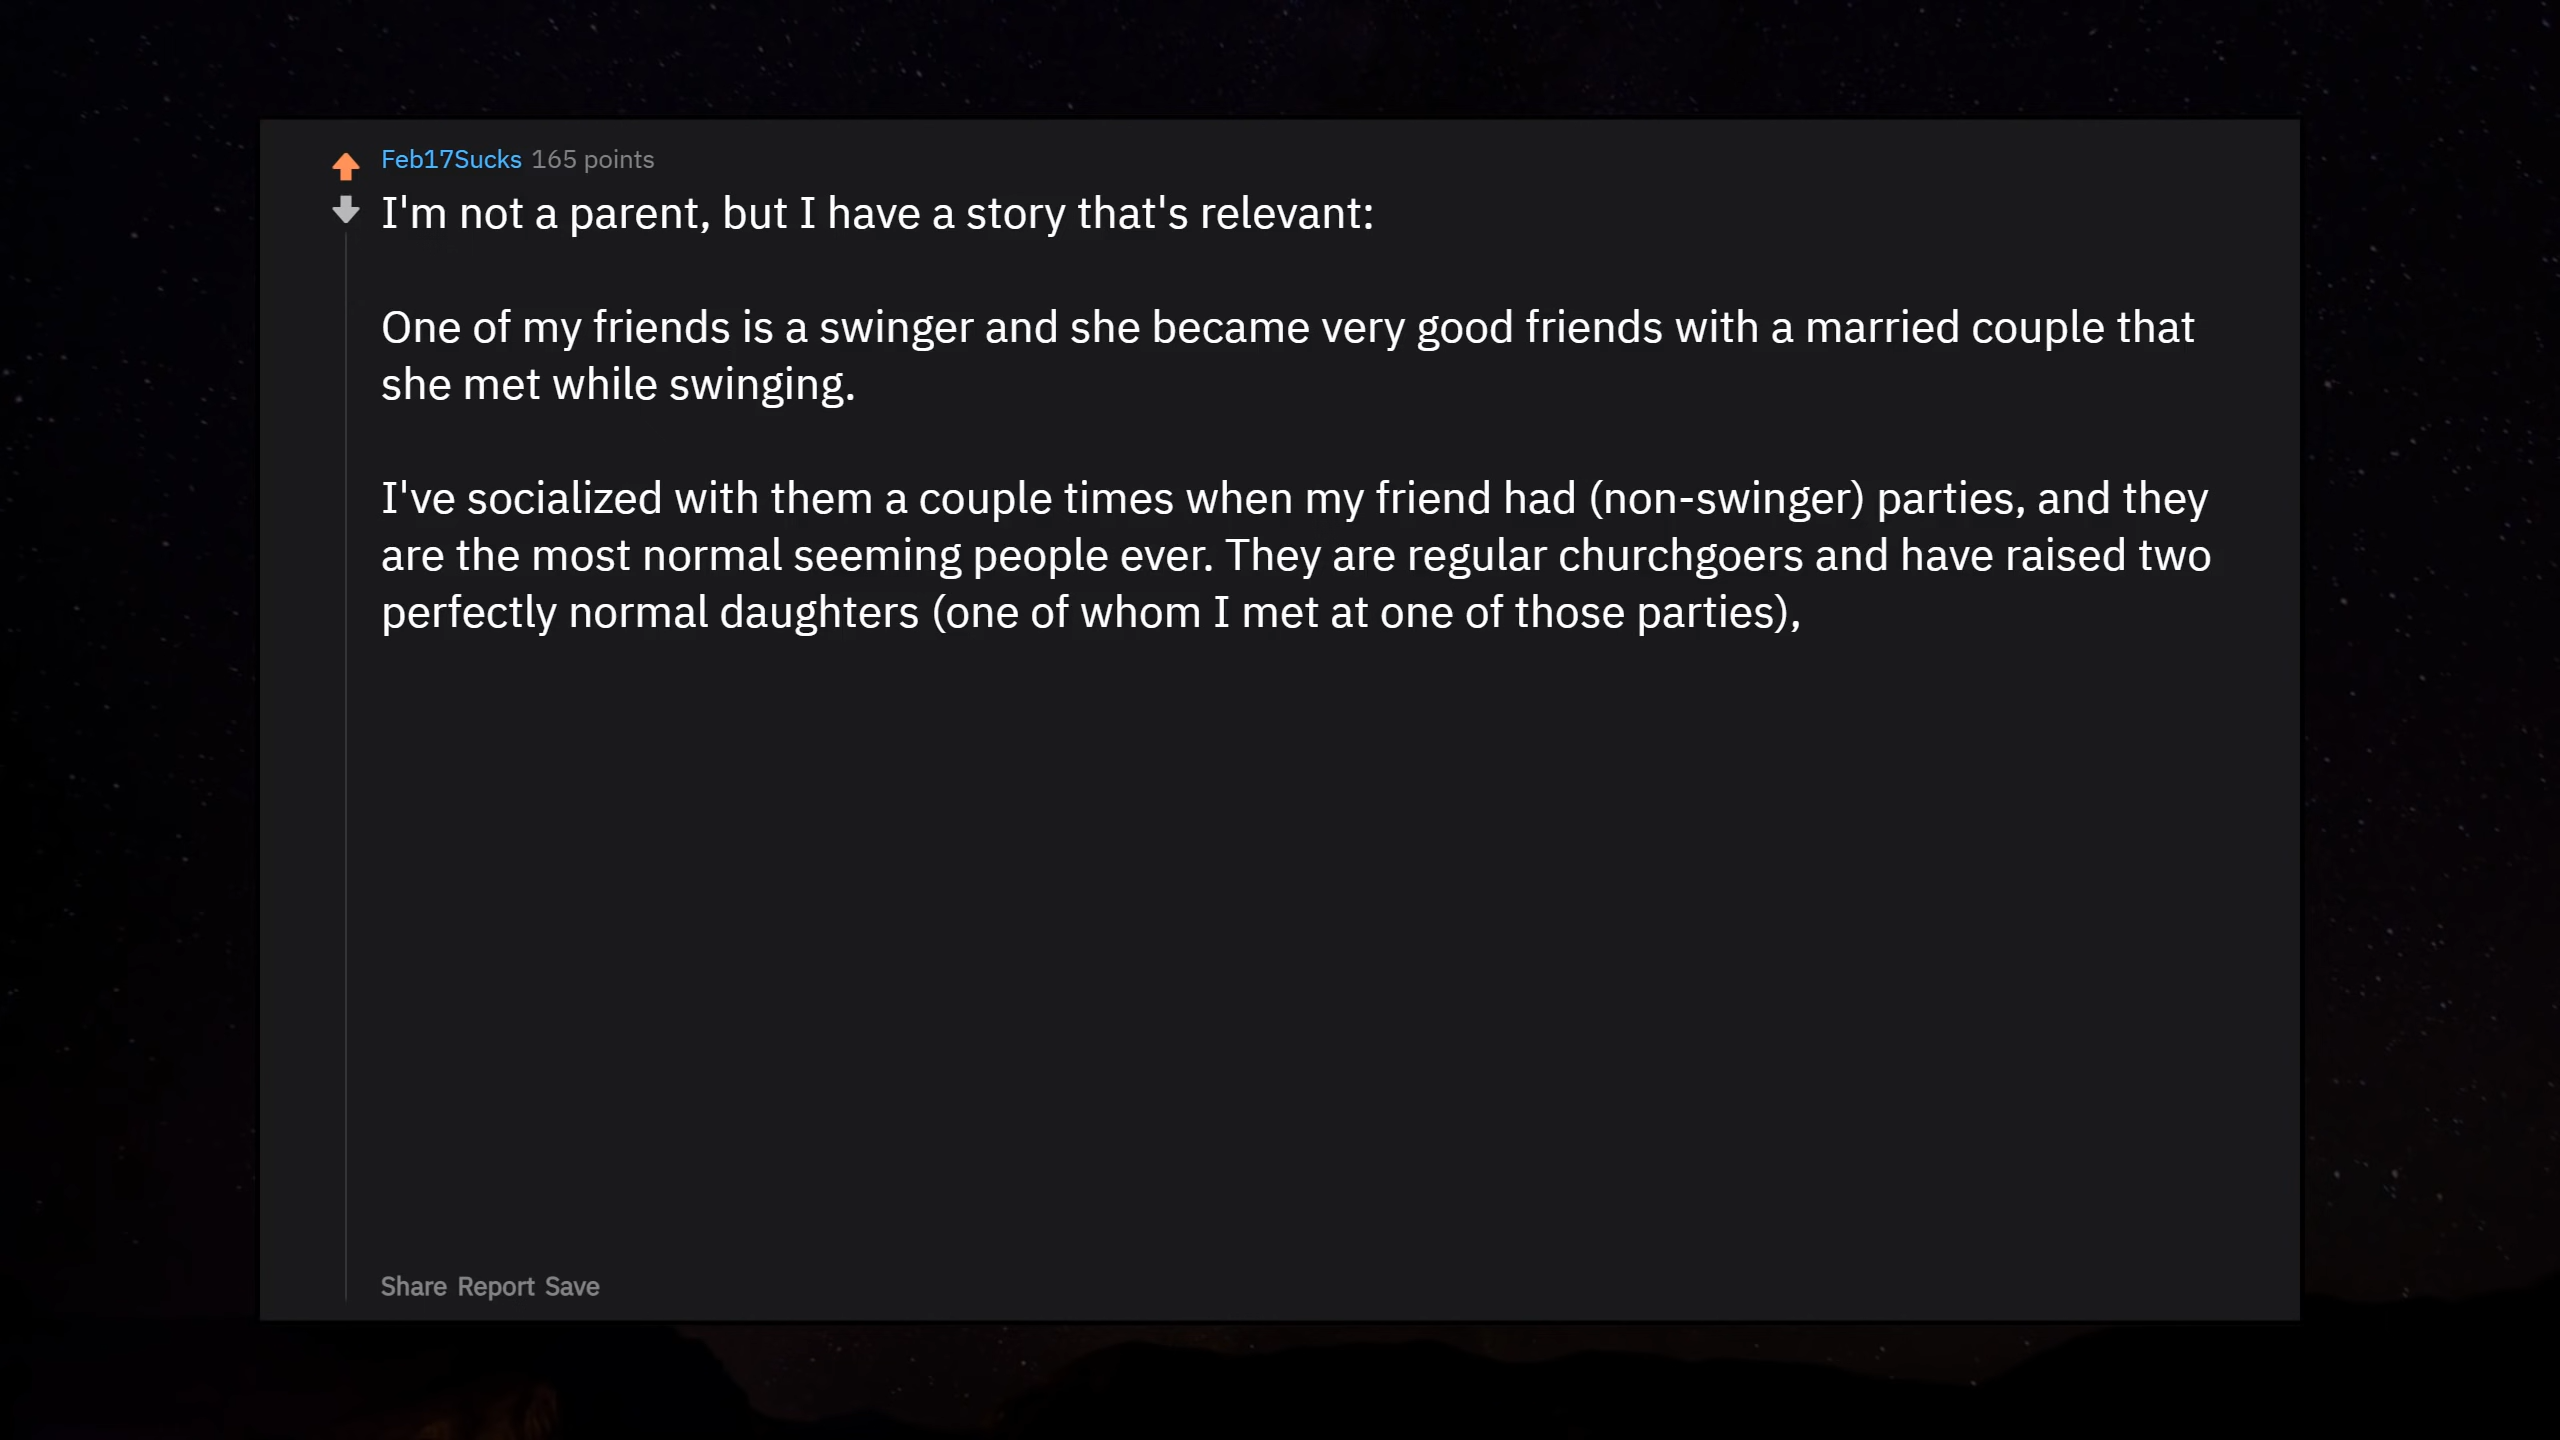 Feb17Sucks 165 points
I'm not a parent, but I have a story that's relevant:
One of my friends is a swinger and she became very good friends with a married couple that
she met while swinging.
I've socialized with them a couple times when my friend had (non-swinger) parties, and they
are the most normal seeming people ever. They are regular churchgoers and have raised two
perfectly normal daughters (one of whom I met at one of those parties),
Share Report Save